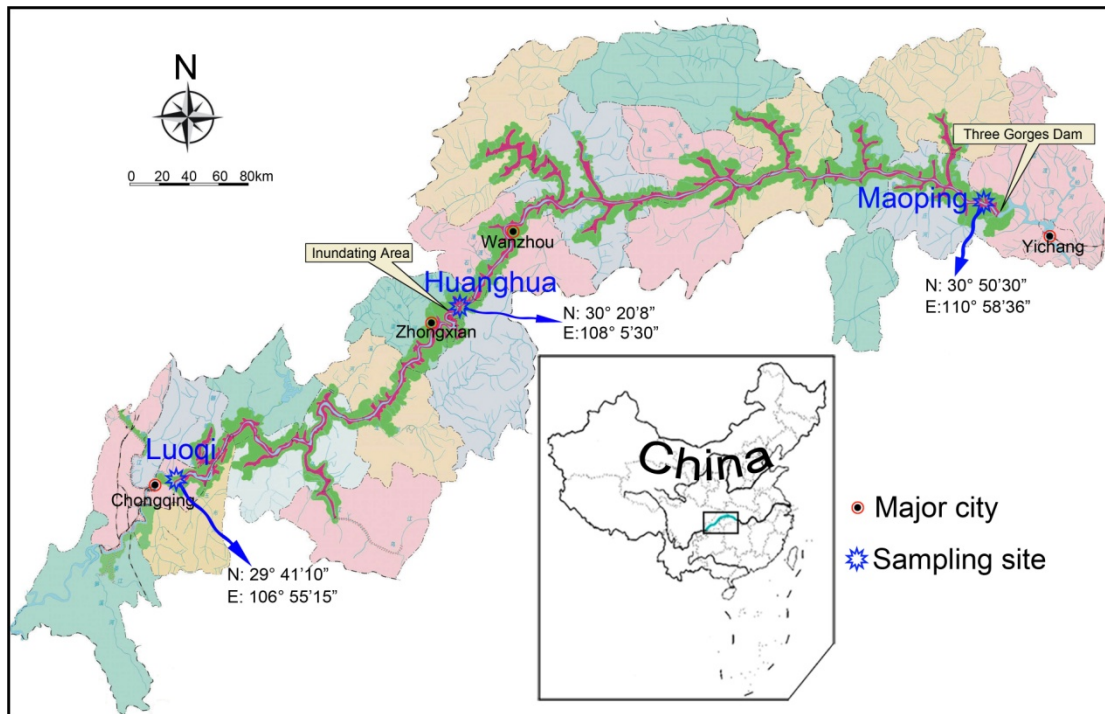 N
0 20 40 60 80km
Three Gorges Dam
Maoping
Yichang
N: 30° 50’30”
E:110° 58’36”
Wanzhou
Inundating Area
Huanghua
N: 30° 20’8”
E:108° 5’30”
Zhongxian
Luoqi
Chongqing
N: 29° 41’10”
E: 106° 55’15”
China
Major city
Sampling site